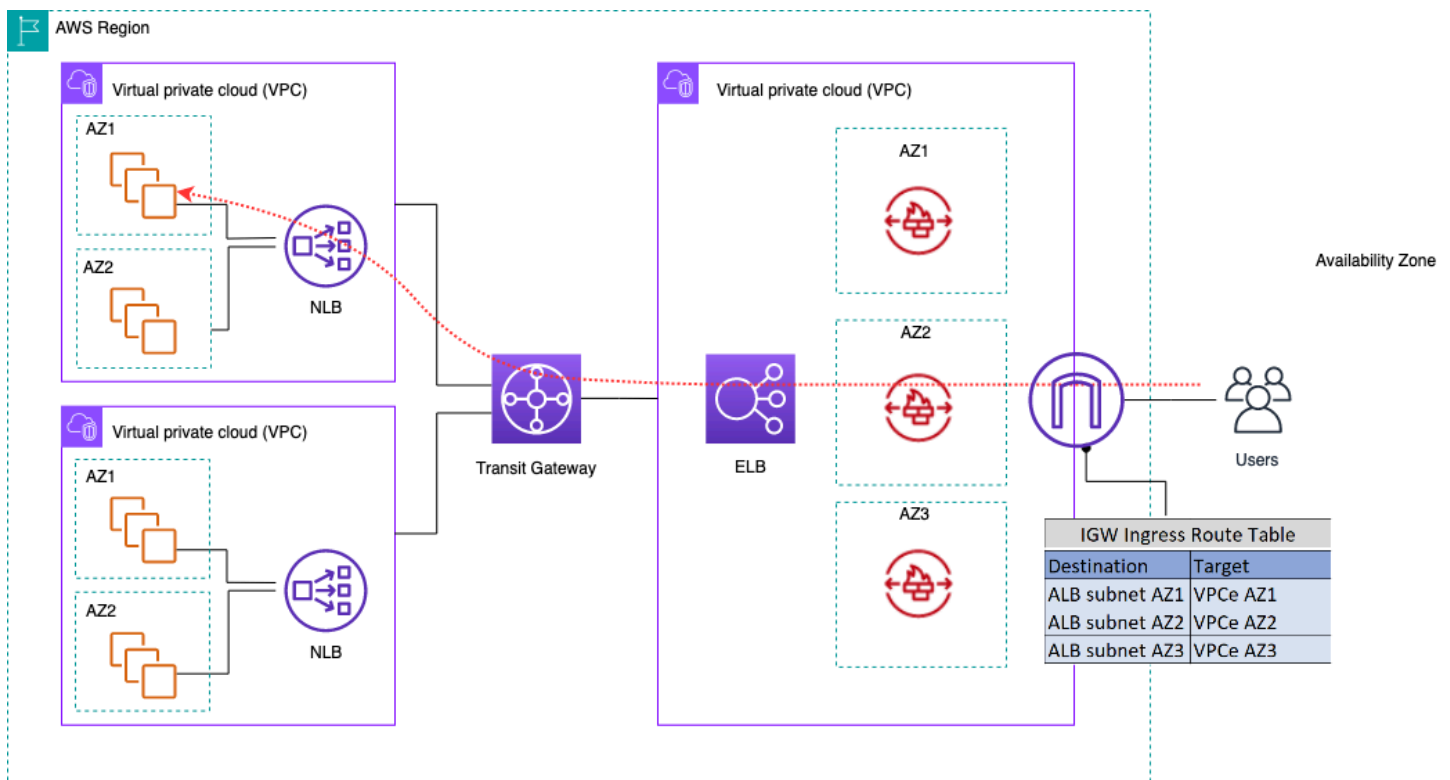 AWS Region
Virtual private cloud (VPC)
AZ1
AZ2
NLB
Virtual private cloud (VPC)
AZ1
AZ2
NLB
Transit Gateway
Virtual private cloud (VPC)
AZ1
AZ2
AZ3
ELB
Availability Zone
Users
IGW Ingress Route Table
Destination Target
ALB subnet AZ1 VPCe AZ1
ALB subnet AZ2 VPCe AZ2
ALB subnet AZ3 VPCe AZ3